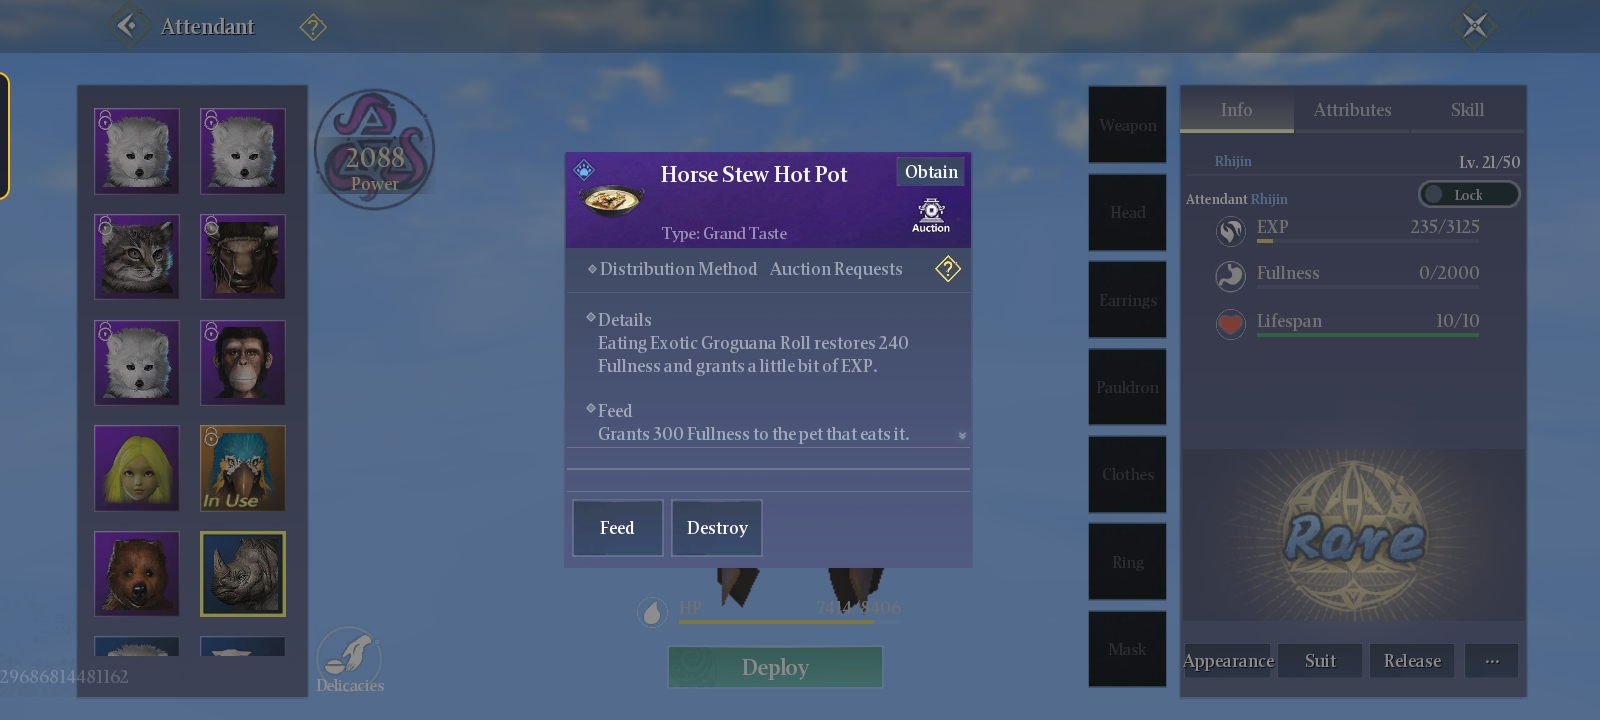 Attendant
?
2088
Power
In Use
29686814481162
Delicacies
Horse Stew Hot Pot
Obtain
Auction
Type: Grand Taste
Distribution Method Auction Requests
?
Details
Eating Exotic Groguana Roll restores 240
Fullness and grants a little bit of EXP.
Feed
Grants 300 Fullness to the pet that eats it.
Feed Destroy
HP 7414/8406
Deploy
Weapon
Head
Earrings
Pauldron
Clothes
Ring
Mask
Info Attributes Skill
Rhijin Lv. 21/50
Attendant Rhijin Lock
EXP 235/3125
Fullness 0/2000
Lifespan 10/10
Rare
Appearance Suit Release ...